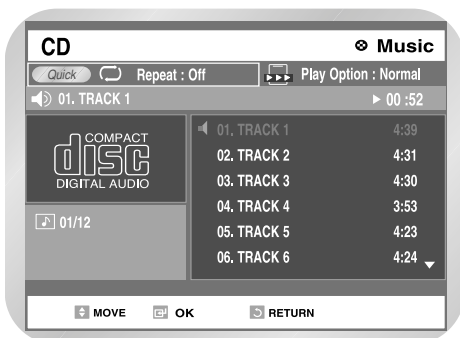 CD Music
Quick Repeat : Off Play Option : Normal
01. TRACK 1 00 :52
COMPACT
disc
DIGITAL AUDIO
01/12
01. TRACK 1 4:39
02. TRACK 2 4:31
03. TRACK 3 4:30
04. TRACK 4 3:53
05. TRACK 5 4:23
06. TRACK 6 4:24
MOVE OK RETURN